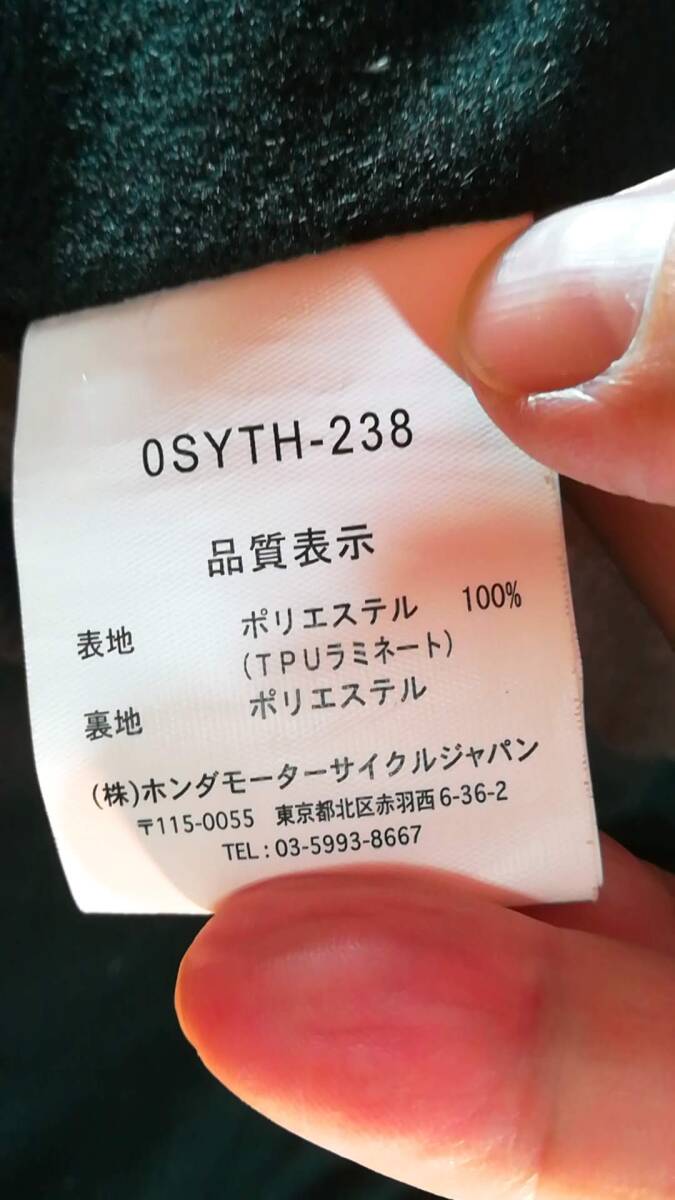 0SYTH-238
品質表示
表地 ポリエステル 100%
(TPUラミネート)
裏地 ポリエステル
(株)ホンダモーターサイクルジャパン
〒115-0055 東京都北区赤羽西6-36-2
TEL:03-5993-8667